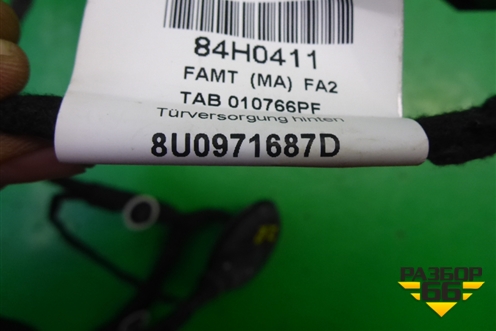 84H0411
FAMT (MA) FA2
TAB 010766PF
Türversorgung hinten
8U0971687D
РАЗБОР
66